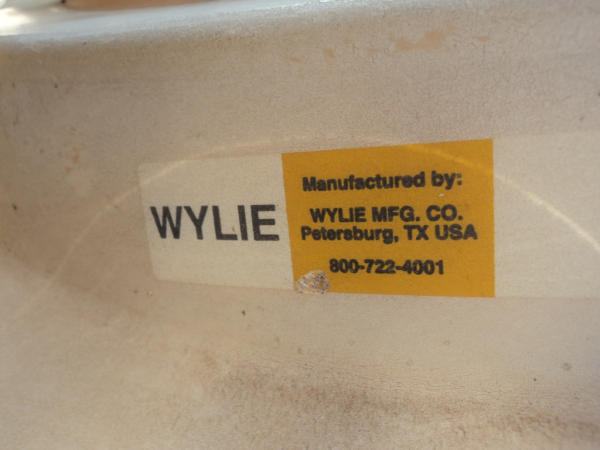 WYLIE
Manufactured by:
WYLIE MFG. CO.
Petersburg, TX USA
800-722-4001